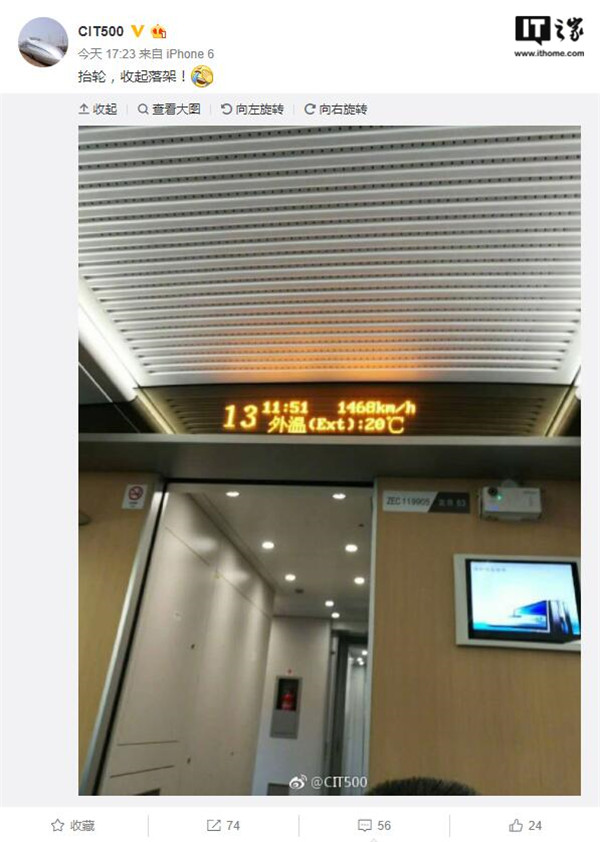 CIT500
今天 17:23 来自 iPhone 6
抬轮，收起落架！
IT之家
www.ithome.com
收起
查看大图
向左旋转
向右旋转
13
11:51 1468km/h
外温(Ext):20℃
ZEC 119905
@CIT500
收藏
74
56
24